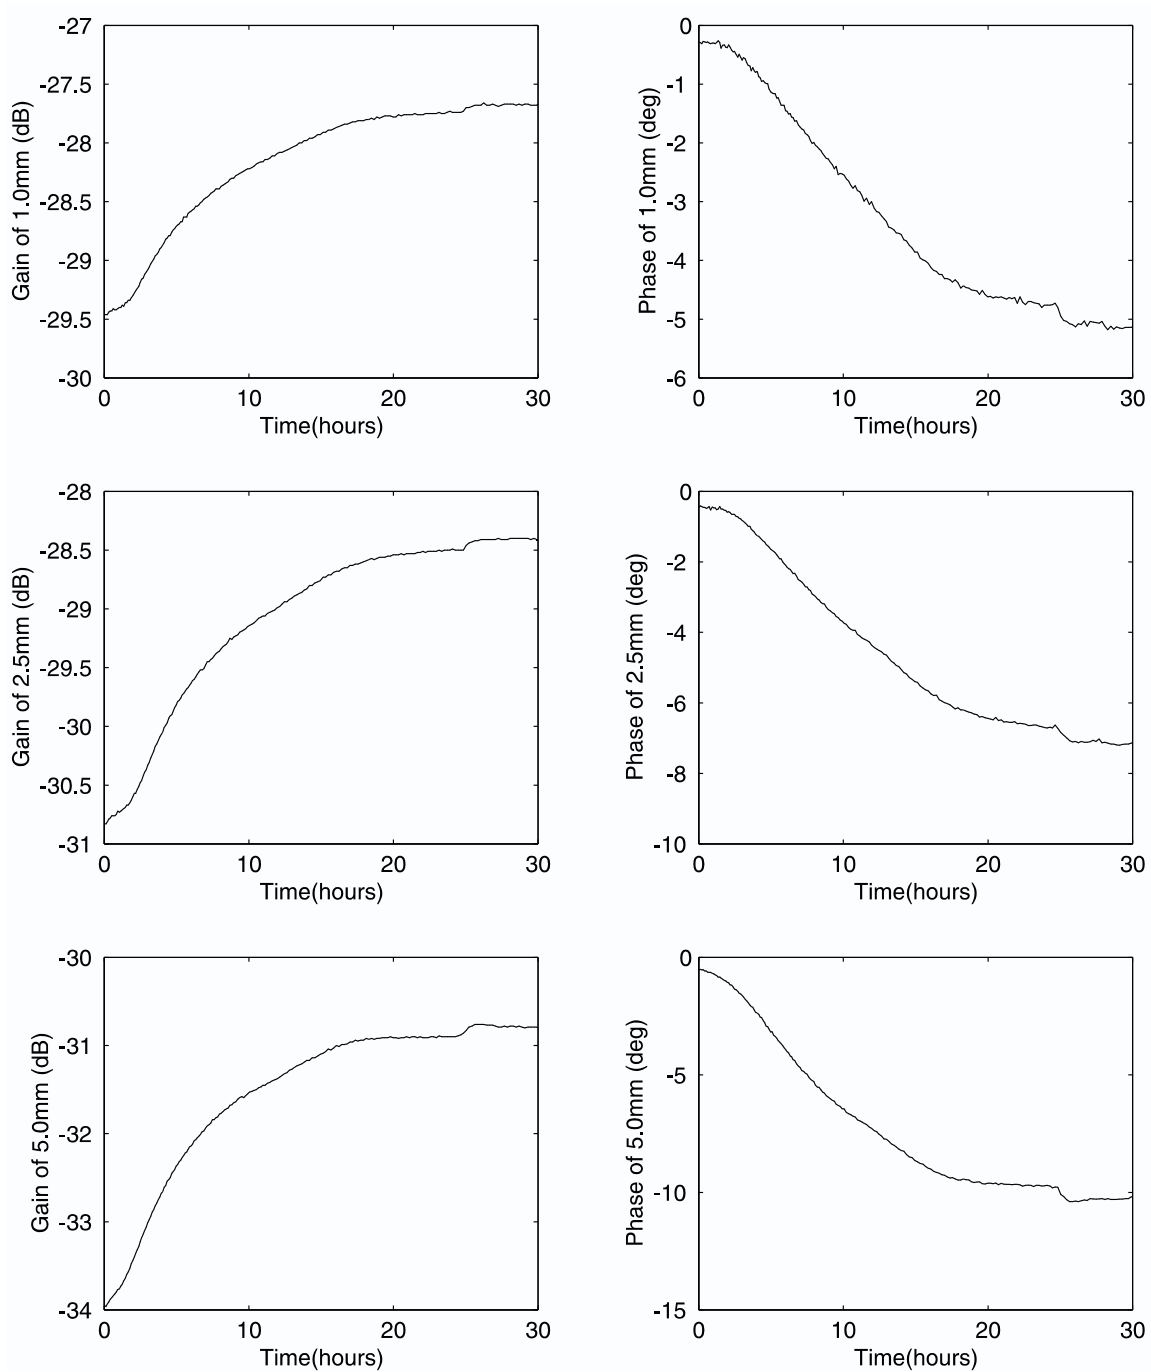 -27
-27.5
-28
-28.5
-29
-29.5
-30
0 10 20 30
Time(hours)
Gain of 1.0mm (dB)
0
-1
-2
-3
-4
-5
-6
0 10 20 30
Time(hours)
Phase of 1.0mm (deg)
-28
-28.5
-29
-29.5
-30
-30.5
-31
0 10 20 30
Time(hours)
Gain of 2.5mm (dB)
0
-2
-4
-6
-8
-10
0 10 20 30
Time(hours)
Phase of 2.5mm (deg)
-30
-31
-32
-33
-34
0 10 20 30
Time(hours)
Gain of 5.0mm (dB)
0
-5
-10
-15
0 10 20 30
Time(hours)
Phase of 5.0mm (deg)